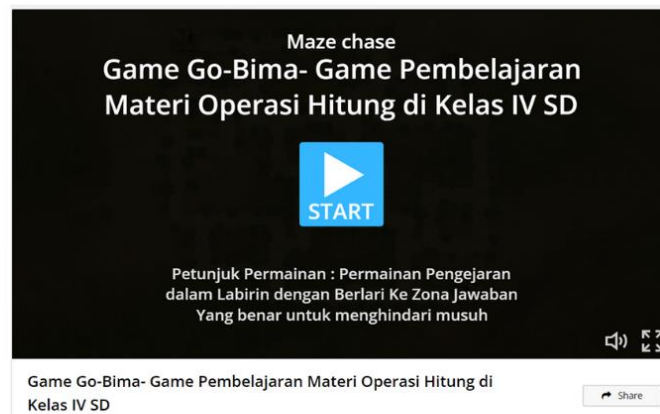 Maze chase
Game Go-Bima- Game Pembelajaran
Materi Operasi Hitung di Kelas IV SD
START
Petunjuk Permainan : Permainan Pengejaran
dalam Labirin dengan Berlari Ke Zona Jawaban
Yang benar untuk menghindari musuh
Game Go-Bima- Game Pembelajaran Materi Operasi Hitung di
Kelas IV SD
Share